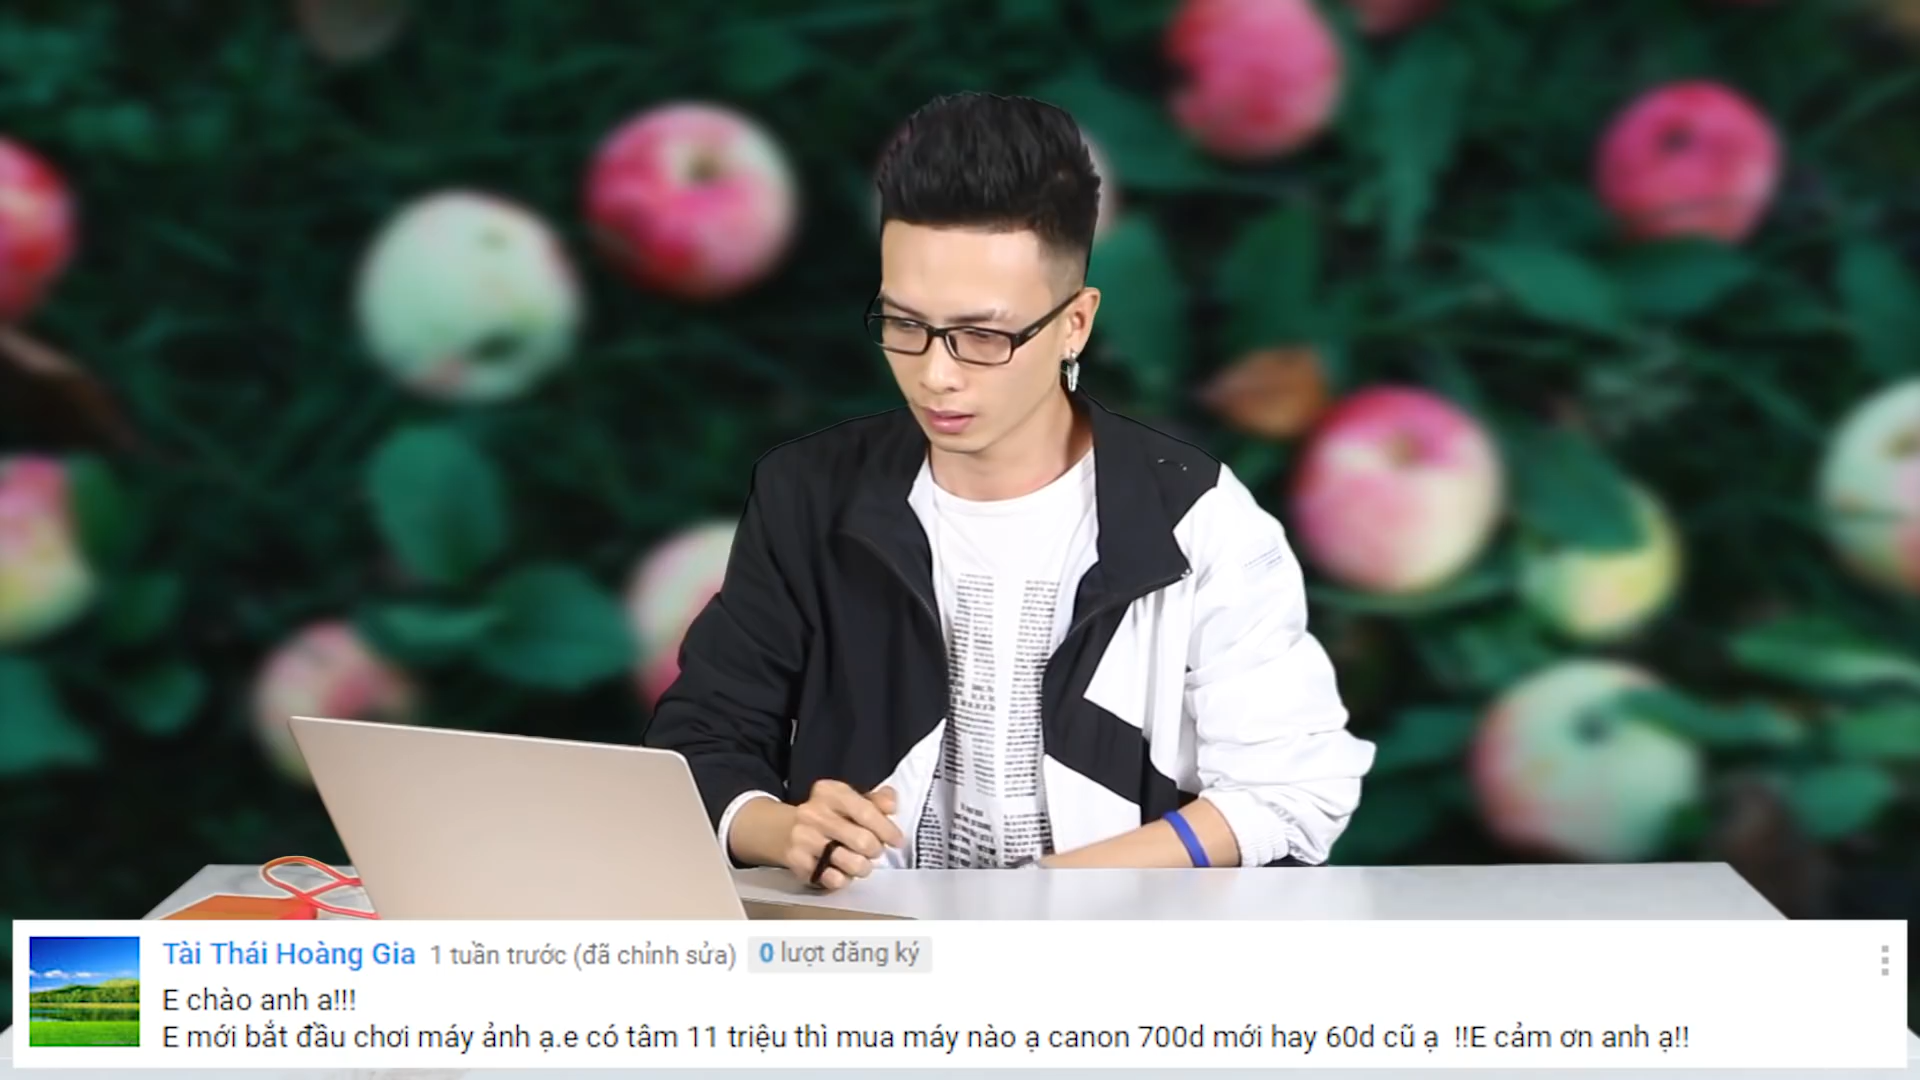 Tài Thái Hoàng Gia 1 tuần trước (đã chỉnh sửa) 0 lượt đăng ký
E chào anh a!!!
E mới bắt đầu chơi máy ảnh ạ.e có tâm 11 triệu thì mua máy nào ạ canon 700d mới hay 60d cũ ạ !!E cảm ơn anh ạ!!